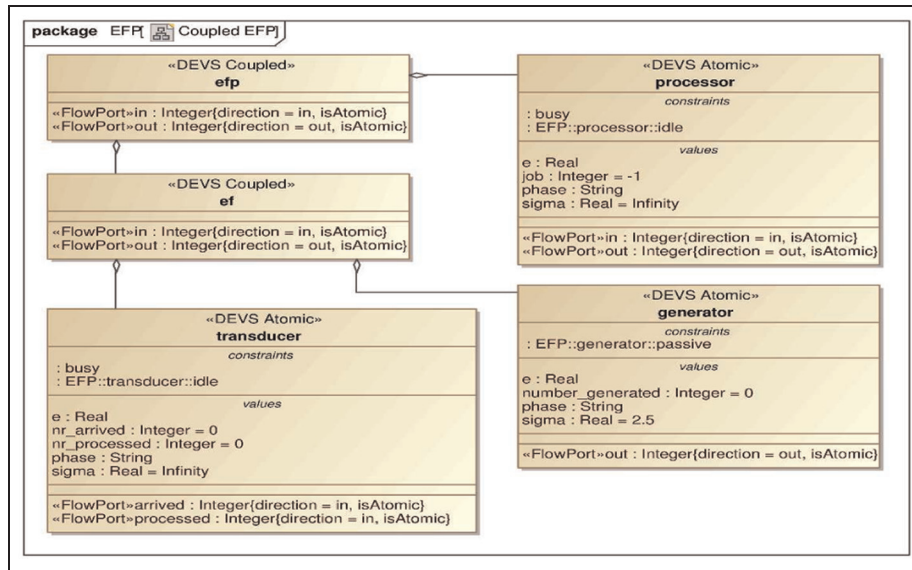 package EFP[ Coupled EFP]
«DEVS Coupled»
efp
«FlowPort»in : Integer{direction = in, isAtomic}
«FlowPort»out : Integer{direction = out, isAtomic}
«DEVS Atomic»
processor
constraints
: busy
: EFP::processor::idle
values
e : Real
job : Integer = -1
phase : String
sigma : Real = Infinity
«FlowPort»in : Integer{direction = in, isAtomic}
«FlowPort»out : Integer{direction = out, isAtomic}
«DEVS Coupled»
ef
«FlowPort»in : Integer{direction = in, isAtomic}
«FlowPort»out : Integer{direction = out, isAtomic}
«DEVS Atomic»
transducer
constraints
: busy
: EFP::transducer::idle
values
e : Real
nr_arrived : Integer = 0
nr_processed : Integer = 0
phase : String
sigma : Real = Infinity
«FlowPort»arrived : Integer{direction = in, isAtomic}
«FlowPort»processed : Integer{direction = in, isAtomic}
«DEVS Atomic»
generator
constraints
: EFP::generator::passive
values
e : Real
number_generated : Integer = 0
phase : String
sigma : Real = 2.5
«FlowPort»out : Integer{direction = out, isAtomic}